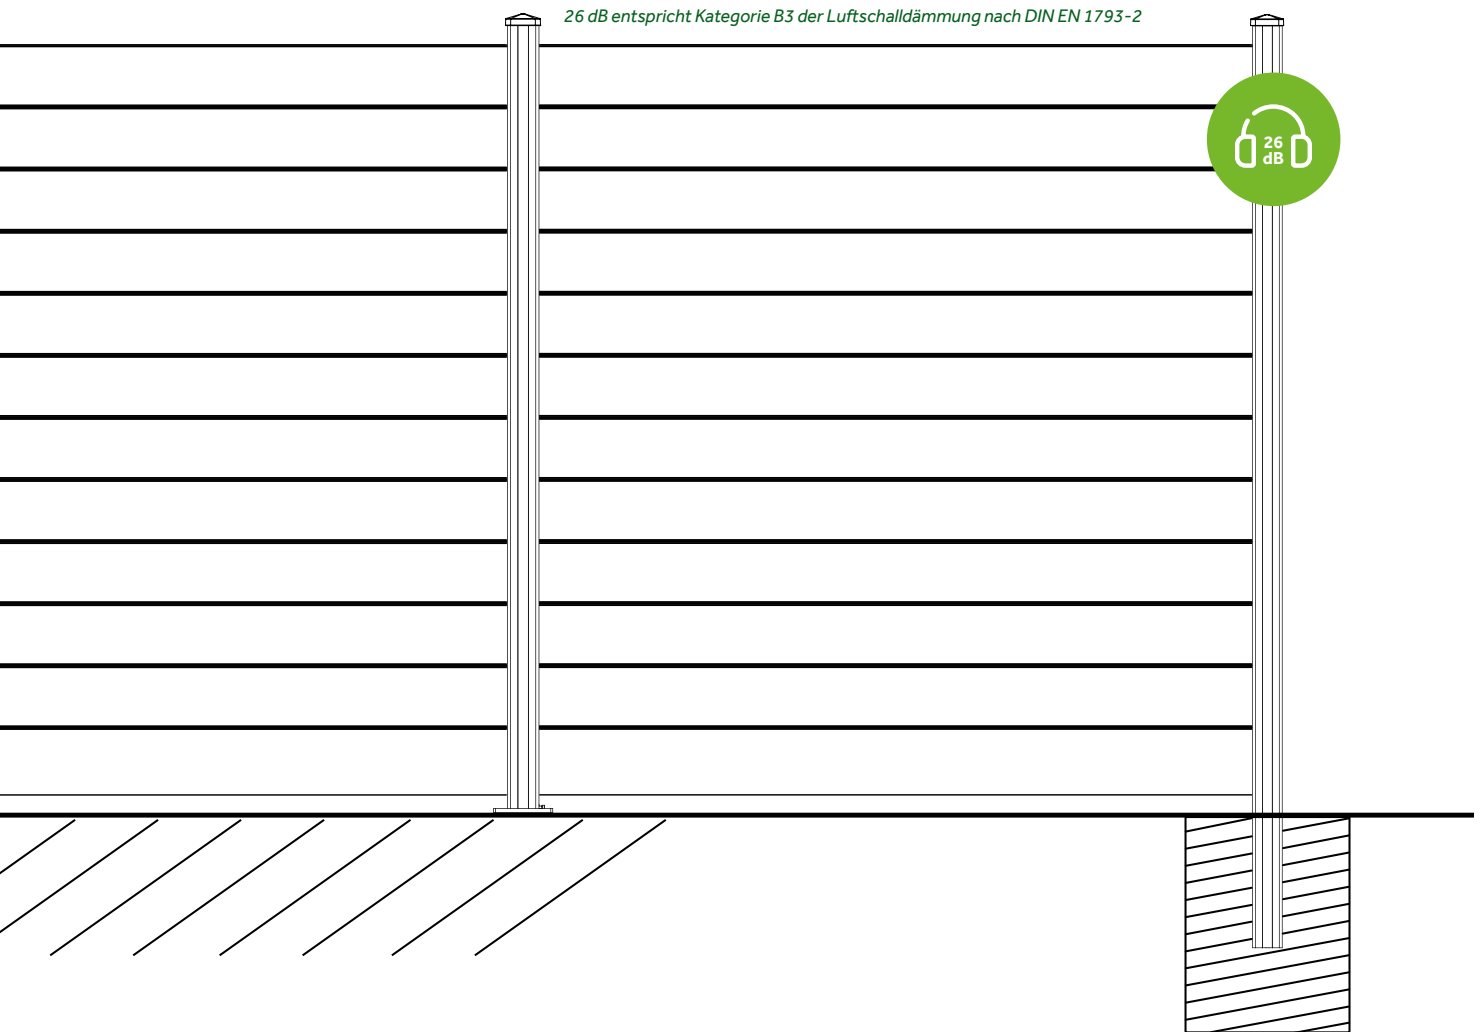 26 dB entspricht Kategorie B3 der Luftschalldämmung nach DIN EN 1793-2
26
dB